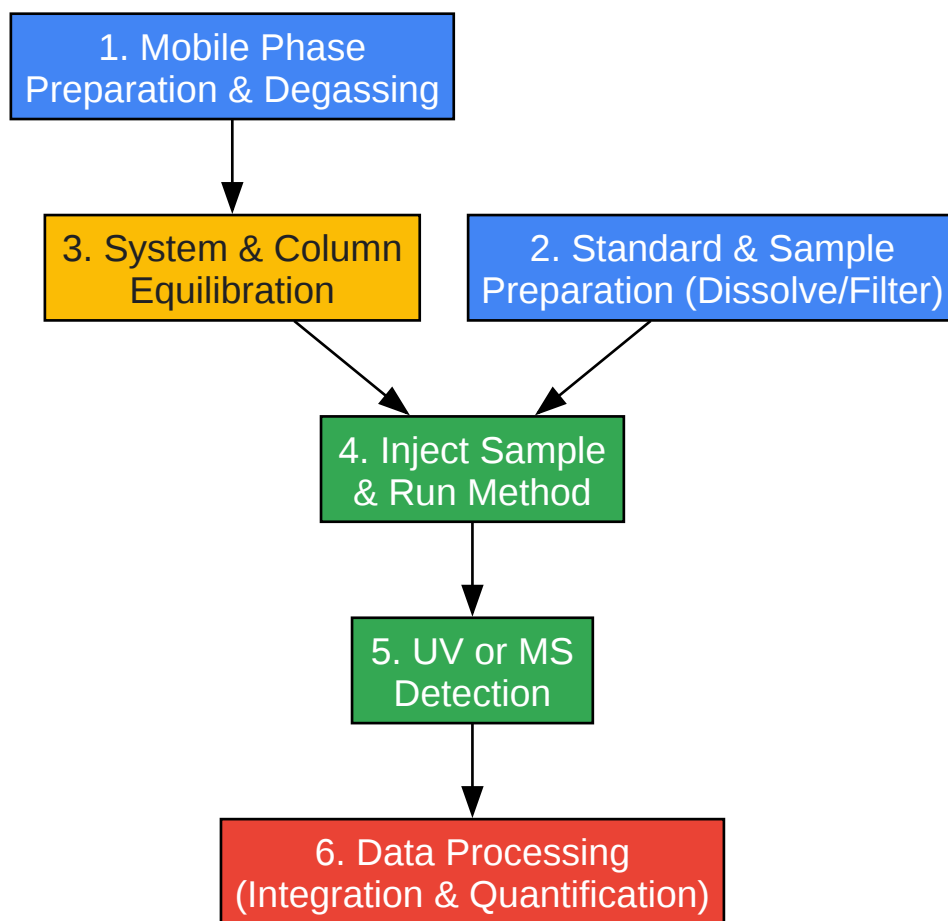 1. Mobile Phase
Preparation & Degassing
3. System & Column
Equilibration
2. Standard & Sample
Preparation (Dissolve/Filter)
4. Inject Sample
& Run Method
5. UV or MS
Detection
6. Data Processing
(Integration & Quantification)